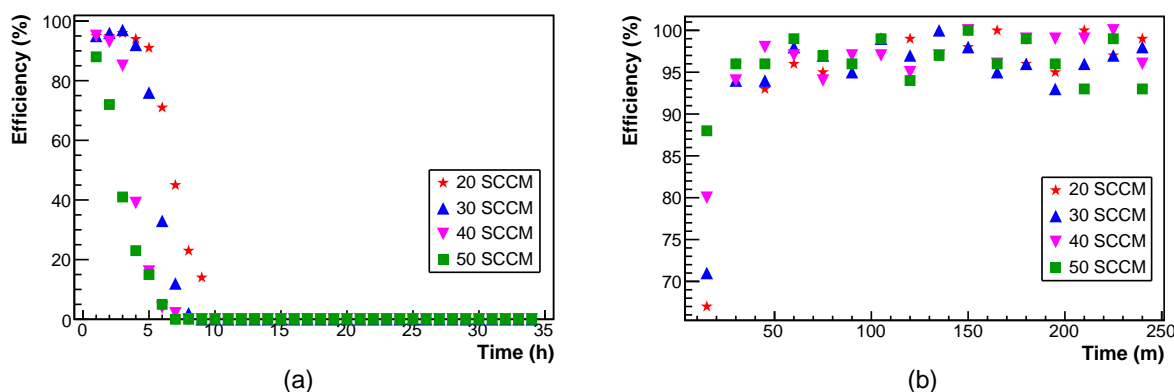 Efficiency (%)
100
80
60
40
20
0
0 5 10 15 20 25 30 35
Time (h)
20 SCCM
30 SCCM
40 SCCM
50 SCCM
(a)
Efficiency (%)
100
95
90
85
80
75
70
50 100 150 200 250
Time (m)
20 SCCM
30 SCCM
40 SCCM
50 SCCM
(b)